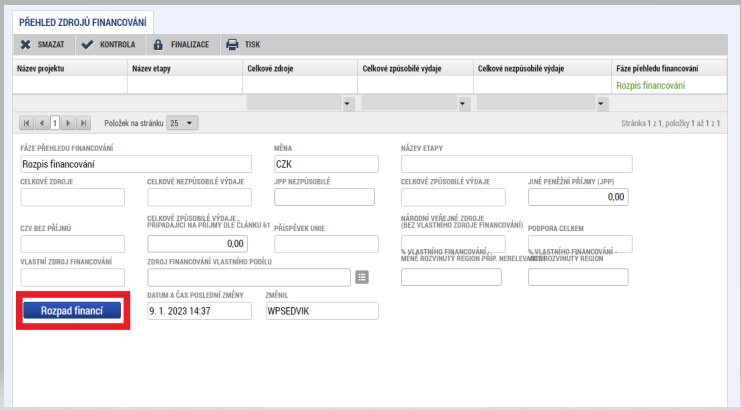 PŘEHLED ZDROJŮ FINANCOVÁNÍ
SMAZAT KONTROLA FINALIZACE TISK
Název projektu Název etapy Celkové zdroje Celkové způsobilé výdaje Celkové nezpůsobilé výdaje Fáze přehledu financování
Rozpis financování
1 Položek na stránku 25 Stránka 1 z 1, položky 1 až 1 z 1
FÁZE PŘEHLEDU FINANCOVÁNÍ MĚNA NÁZEV ETAPY
Rozpis financování CZK
CELKOVÉ ZDROJE CELKOVÉ NEZPŮSOBILÉ VÝDAJE JPP NEZPŮSOBILÉ CELKOVÉ ZPŮSOBILÉ VÝDAJE JINÉ PENĚŽNÍ PŘÍJMY (JPP)
0,00
CZV BEZ PŘÍJMŮ CELKOVÉ ZPŮSOBILÉ VÝDAJE
PŘIPADAJÍCÍ NA PŘÍJMY DLE ČLÁNKU 61 PŘÍSPĚVEK UNIE NÁRODNÍ VEŘEJNÉ ZDROJE
(BEZ VLASTNÍHO ZDROJE FINANCOVÁNÍ) PODPORA CELKEM
0,00
VLASTNÍ ZDROJ FINANCOVÁNÍ ZDROJ FINANCOVÁNÍ VLASTNÍHO PODÍLU % VLASTNÍHO FINANCOVÁNÍ -
MÉNĚ ROZVINUTÝ REGION PŘÍP. NERELEVANTNÍ % VLASTNÍHO FINANCOVÁNÍ -
ROZVINUTÝ REGION
Rozpad financí DATUM A ČAS POSLEDNÍ ZMĚNY ZMĚNIL
9. 1. 2023 14:37 WPSEDVIK